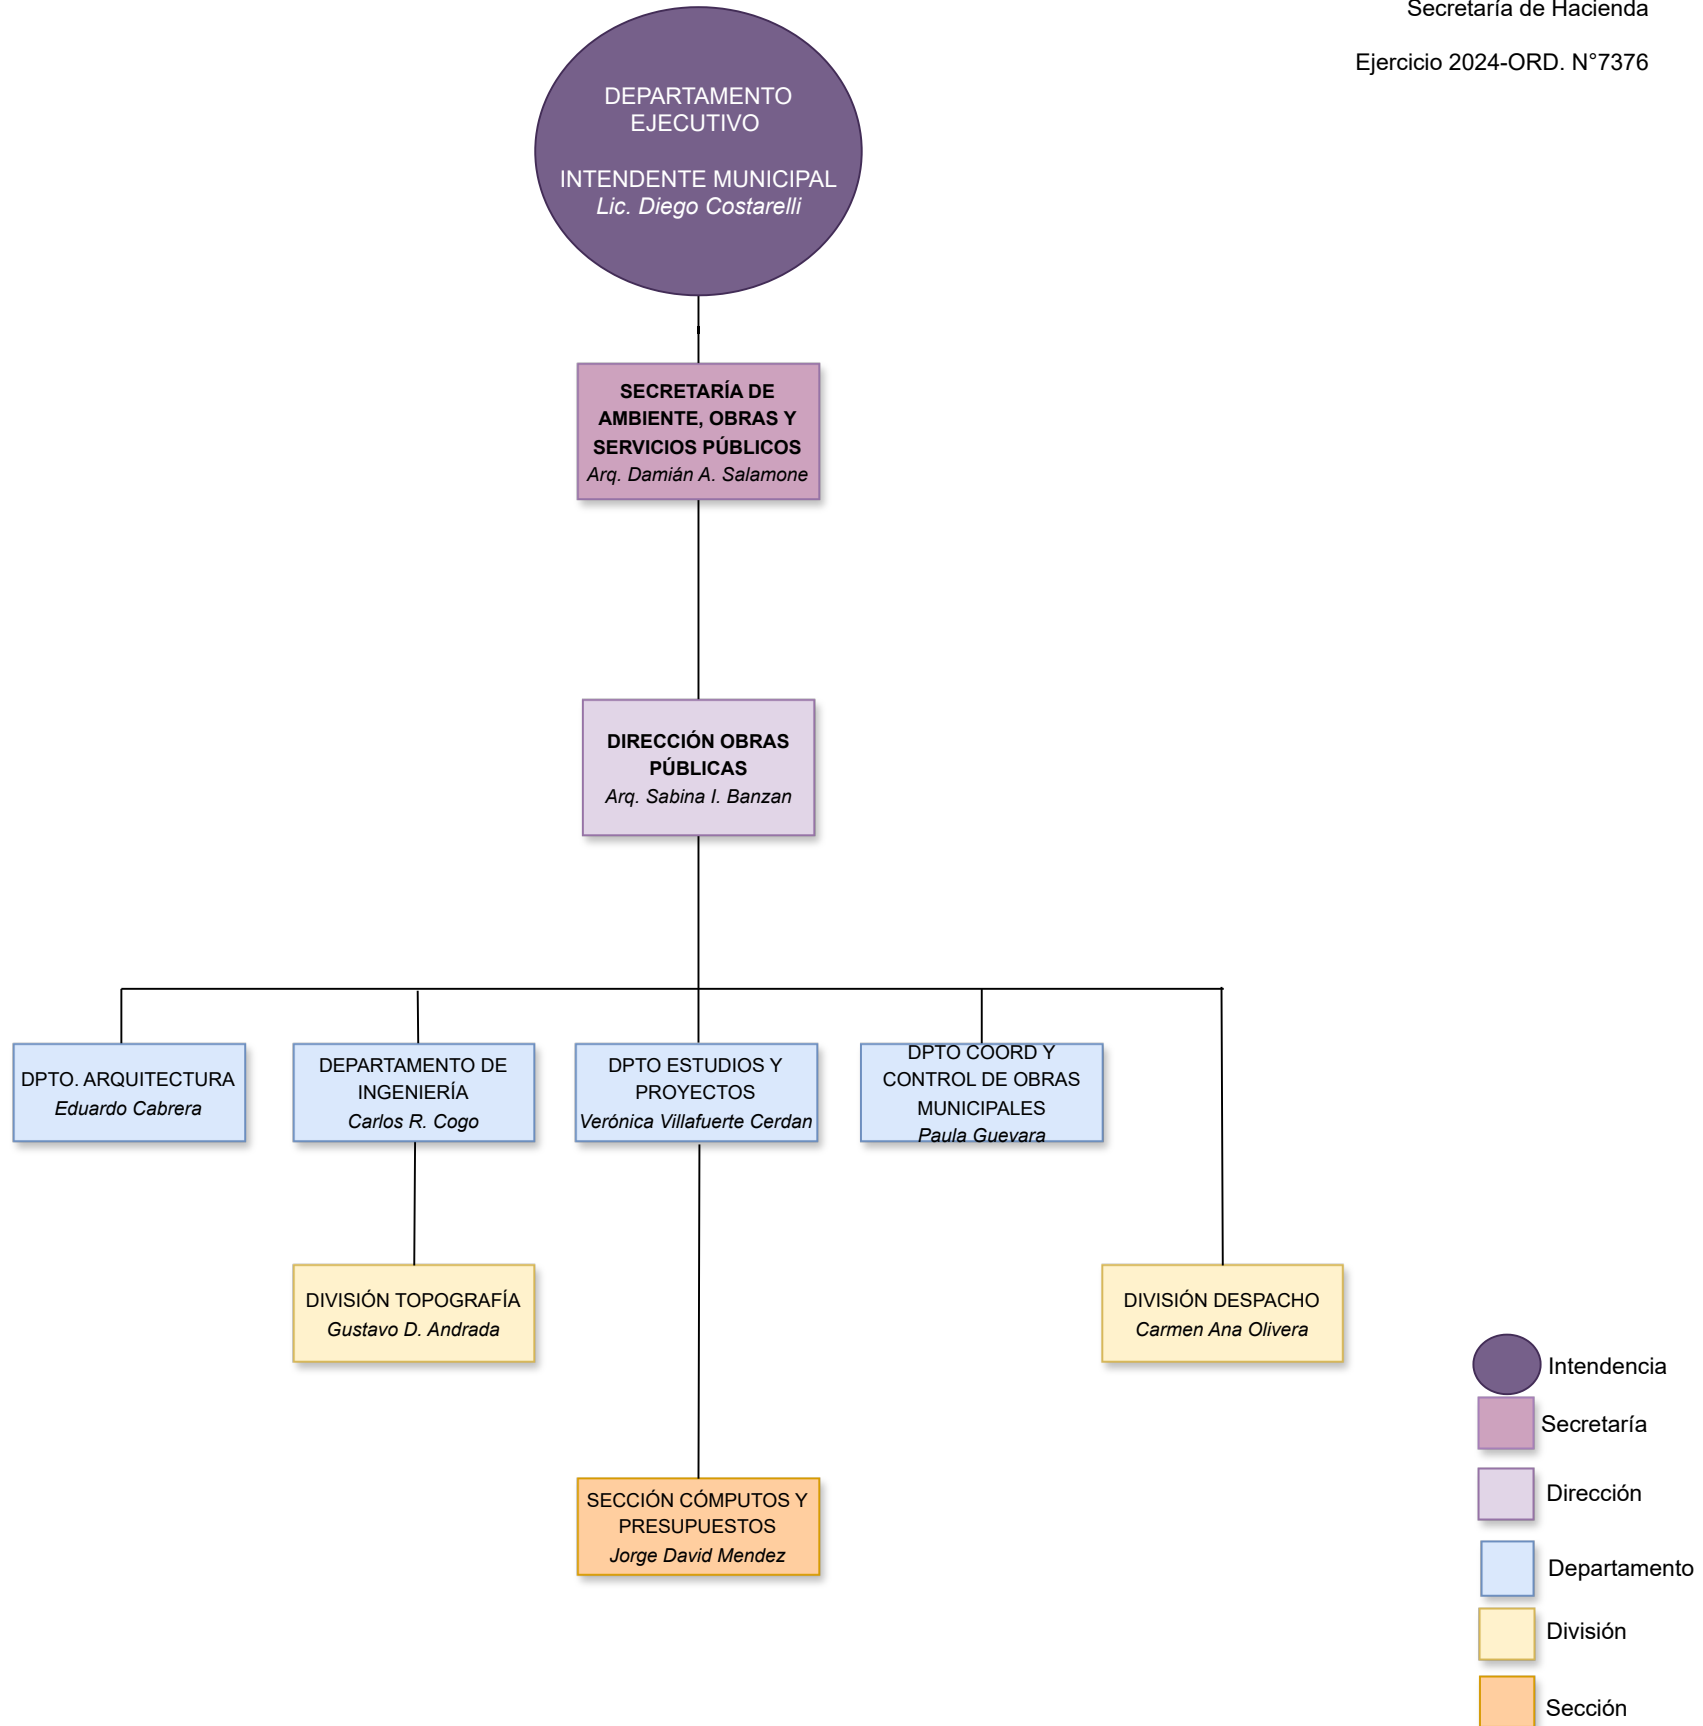 Secretaría de Hacienda
Ejercicio 2024-ORD. N°7376
DEPARTAMENTO
EJECUTIVO
INTENDENTE MUNICIPAL
Lic. Diego Costarelli
SECRETARÍA DE
AMBIENTE, OBRAS Y
SERVICIOS PÚBLICOS
Arq. Damián A. Salamone
DIRECCIÓN OBRAS
PÚBLICAS
Arq. Sabina I. Banzan
DPTO. ARQUITECTURA
Eduardo Cabrera
DEPARTAMENTO DE
INGENIERÍA
Carlos R. Cogo
DPTO ESTUDIOS Y
PROYECTOS
Verónica Villafuerte Cerdan
DPTO COORD Y
CONTROL DE OBRAS
MUNICIPALES
Paula Guevara
DIVISIÓN TOPOGRAFÍA
Gustavo D. Andrada
DIVISIÓN DESPACHO
Carmen Ana Olivera
SECCIÓN CÓMPUTOS Y
PRESUPUESTOS
Jorge David Mendez
Intendencia
Secretaría
Dirección
Departamento
División
Sección